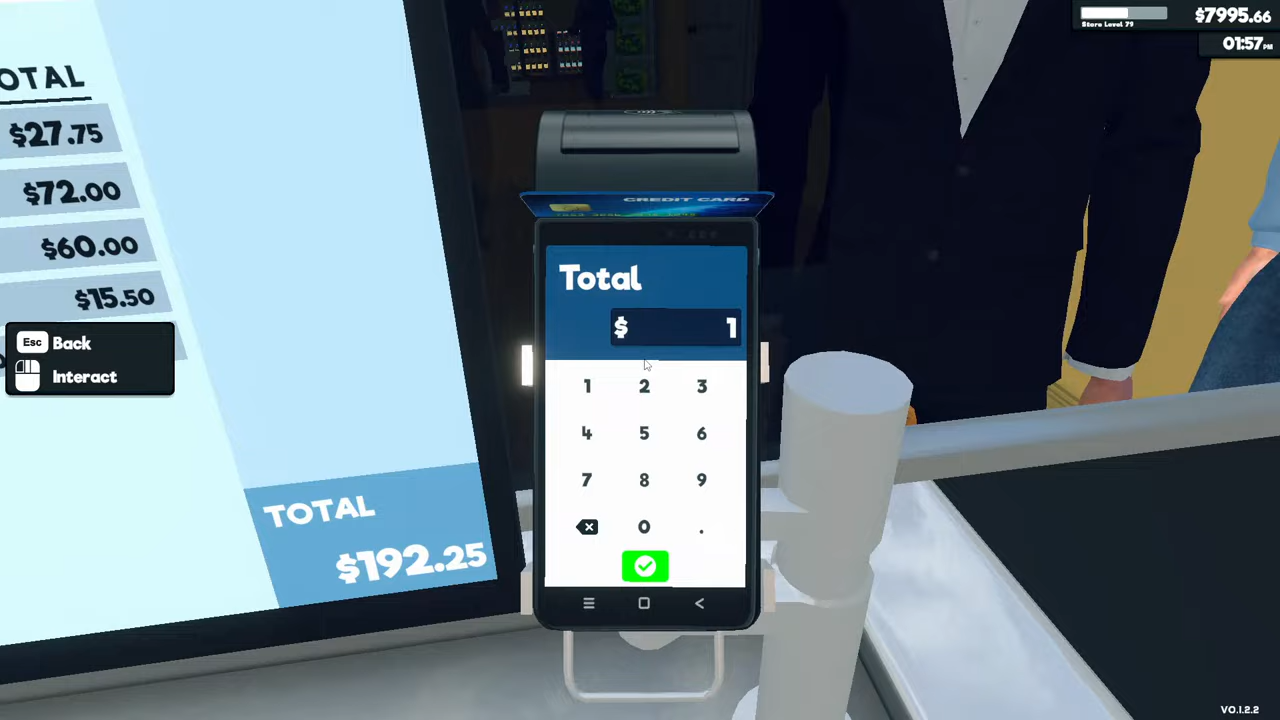 $7995.66
Store Level 79
01:57PM
OTAL
$27.75
$72.00
$60.00
$15.50
Esc Back
Interact
TOTAL
$192.25
CREDIT CARD
Total
$ 1
1 2 3
4 5 6
7 8 9
0 .
V0.1.2.2